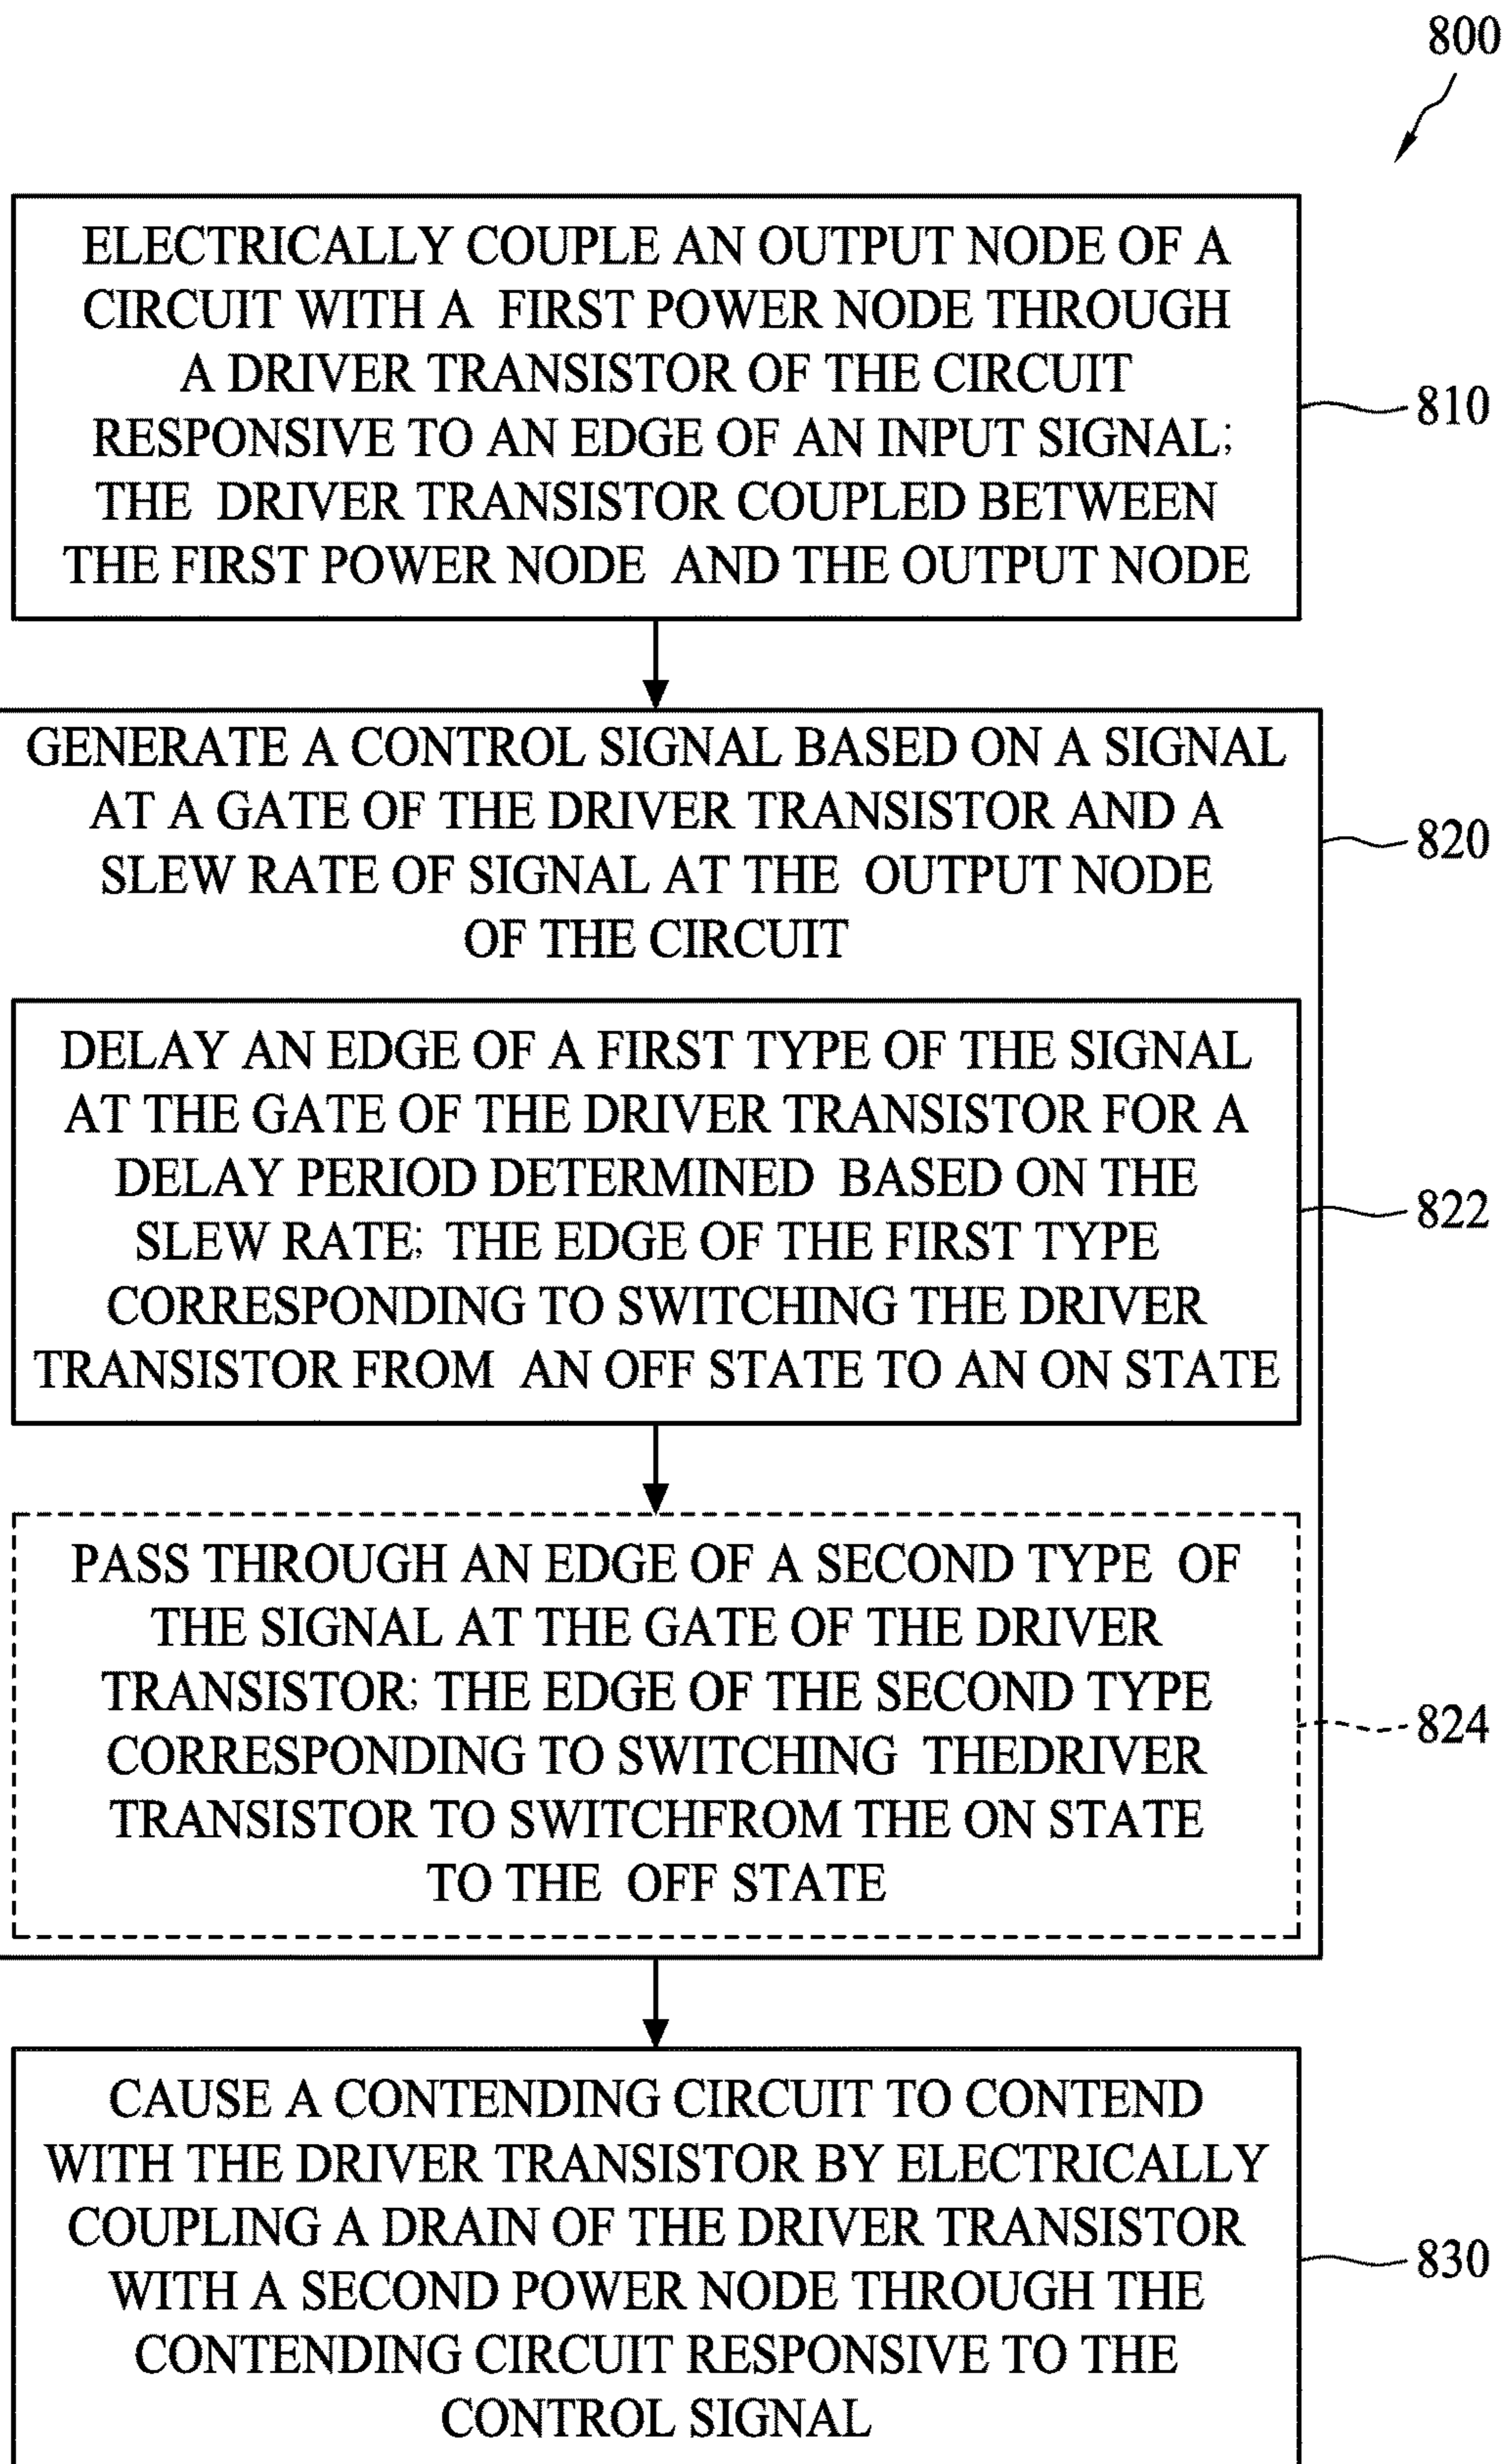 800
ELECTRICALLY COUPLE AN OUTPUT NODE OF A
CIRCUIT WITH A FIRST POWER NODE THROUGH
A DRIVER TRANSISTOR OF THE CIRCUIT
RESPONSIVE TO AN EDGE OF AN INPUT SIGNAL;
THE DRIVER TRANSISTOR COUPLED BETWEEN
THE FIRST POWER NODE AND THE OUTPUT NODE
810
GENERATE A CONTROL SIGNAL BASED ON A SIGNAL
AT A GATE OF THE DRIVER TRANSISTOR AND A
SLEW RATE OF SIGNAL AT THE OUTPUT NODE
OF THE CIRCUIT
820
DELAY AN EDGE OF A FIRST TYPE OF THE SIGNAL
AT THE GATE OF THE DRIVER TRANSISTOR FOR A
DELAY PERIOD DETERMINED BASED ON THE
SLEW RATE; THE EDGE OF THE FIRST TYPE
CORRESPONDING TO SWITCHING THE DRIVER
TRANSISTOR FROM AN OFF STATE TO AN ON STATE
822
PASS THROUGH AN EDGE OF A SECOND TYPE OF
THE SIGNAL AT THE GATE OF THE DRIVER
TRANSISTOR; THE EDGE OF THE SECOND TYPE
CORRESPONDING TO SWITCHING THEDRIVER
TRANSISTOR TO SWITCHFROM THE ON STATE
TO THE OFF STATE
824
CAUSE A CONTENDING CIRCUIT TO CONTEND
WITH THE DRIVER TRANSISTOR BY ELECTRICALLY
COUPLING A DRAIN OF THE DRIVER TRANSISTOR
WITH A SECOND POWER NODE THROUGH THE
CONTENDING CIRCUIT RESPONSIVE TO THE
CONTROL SIGNAL
830